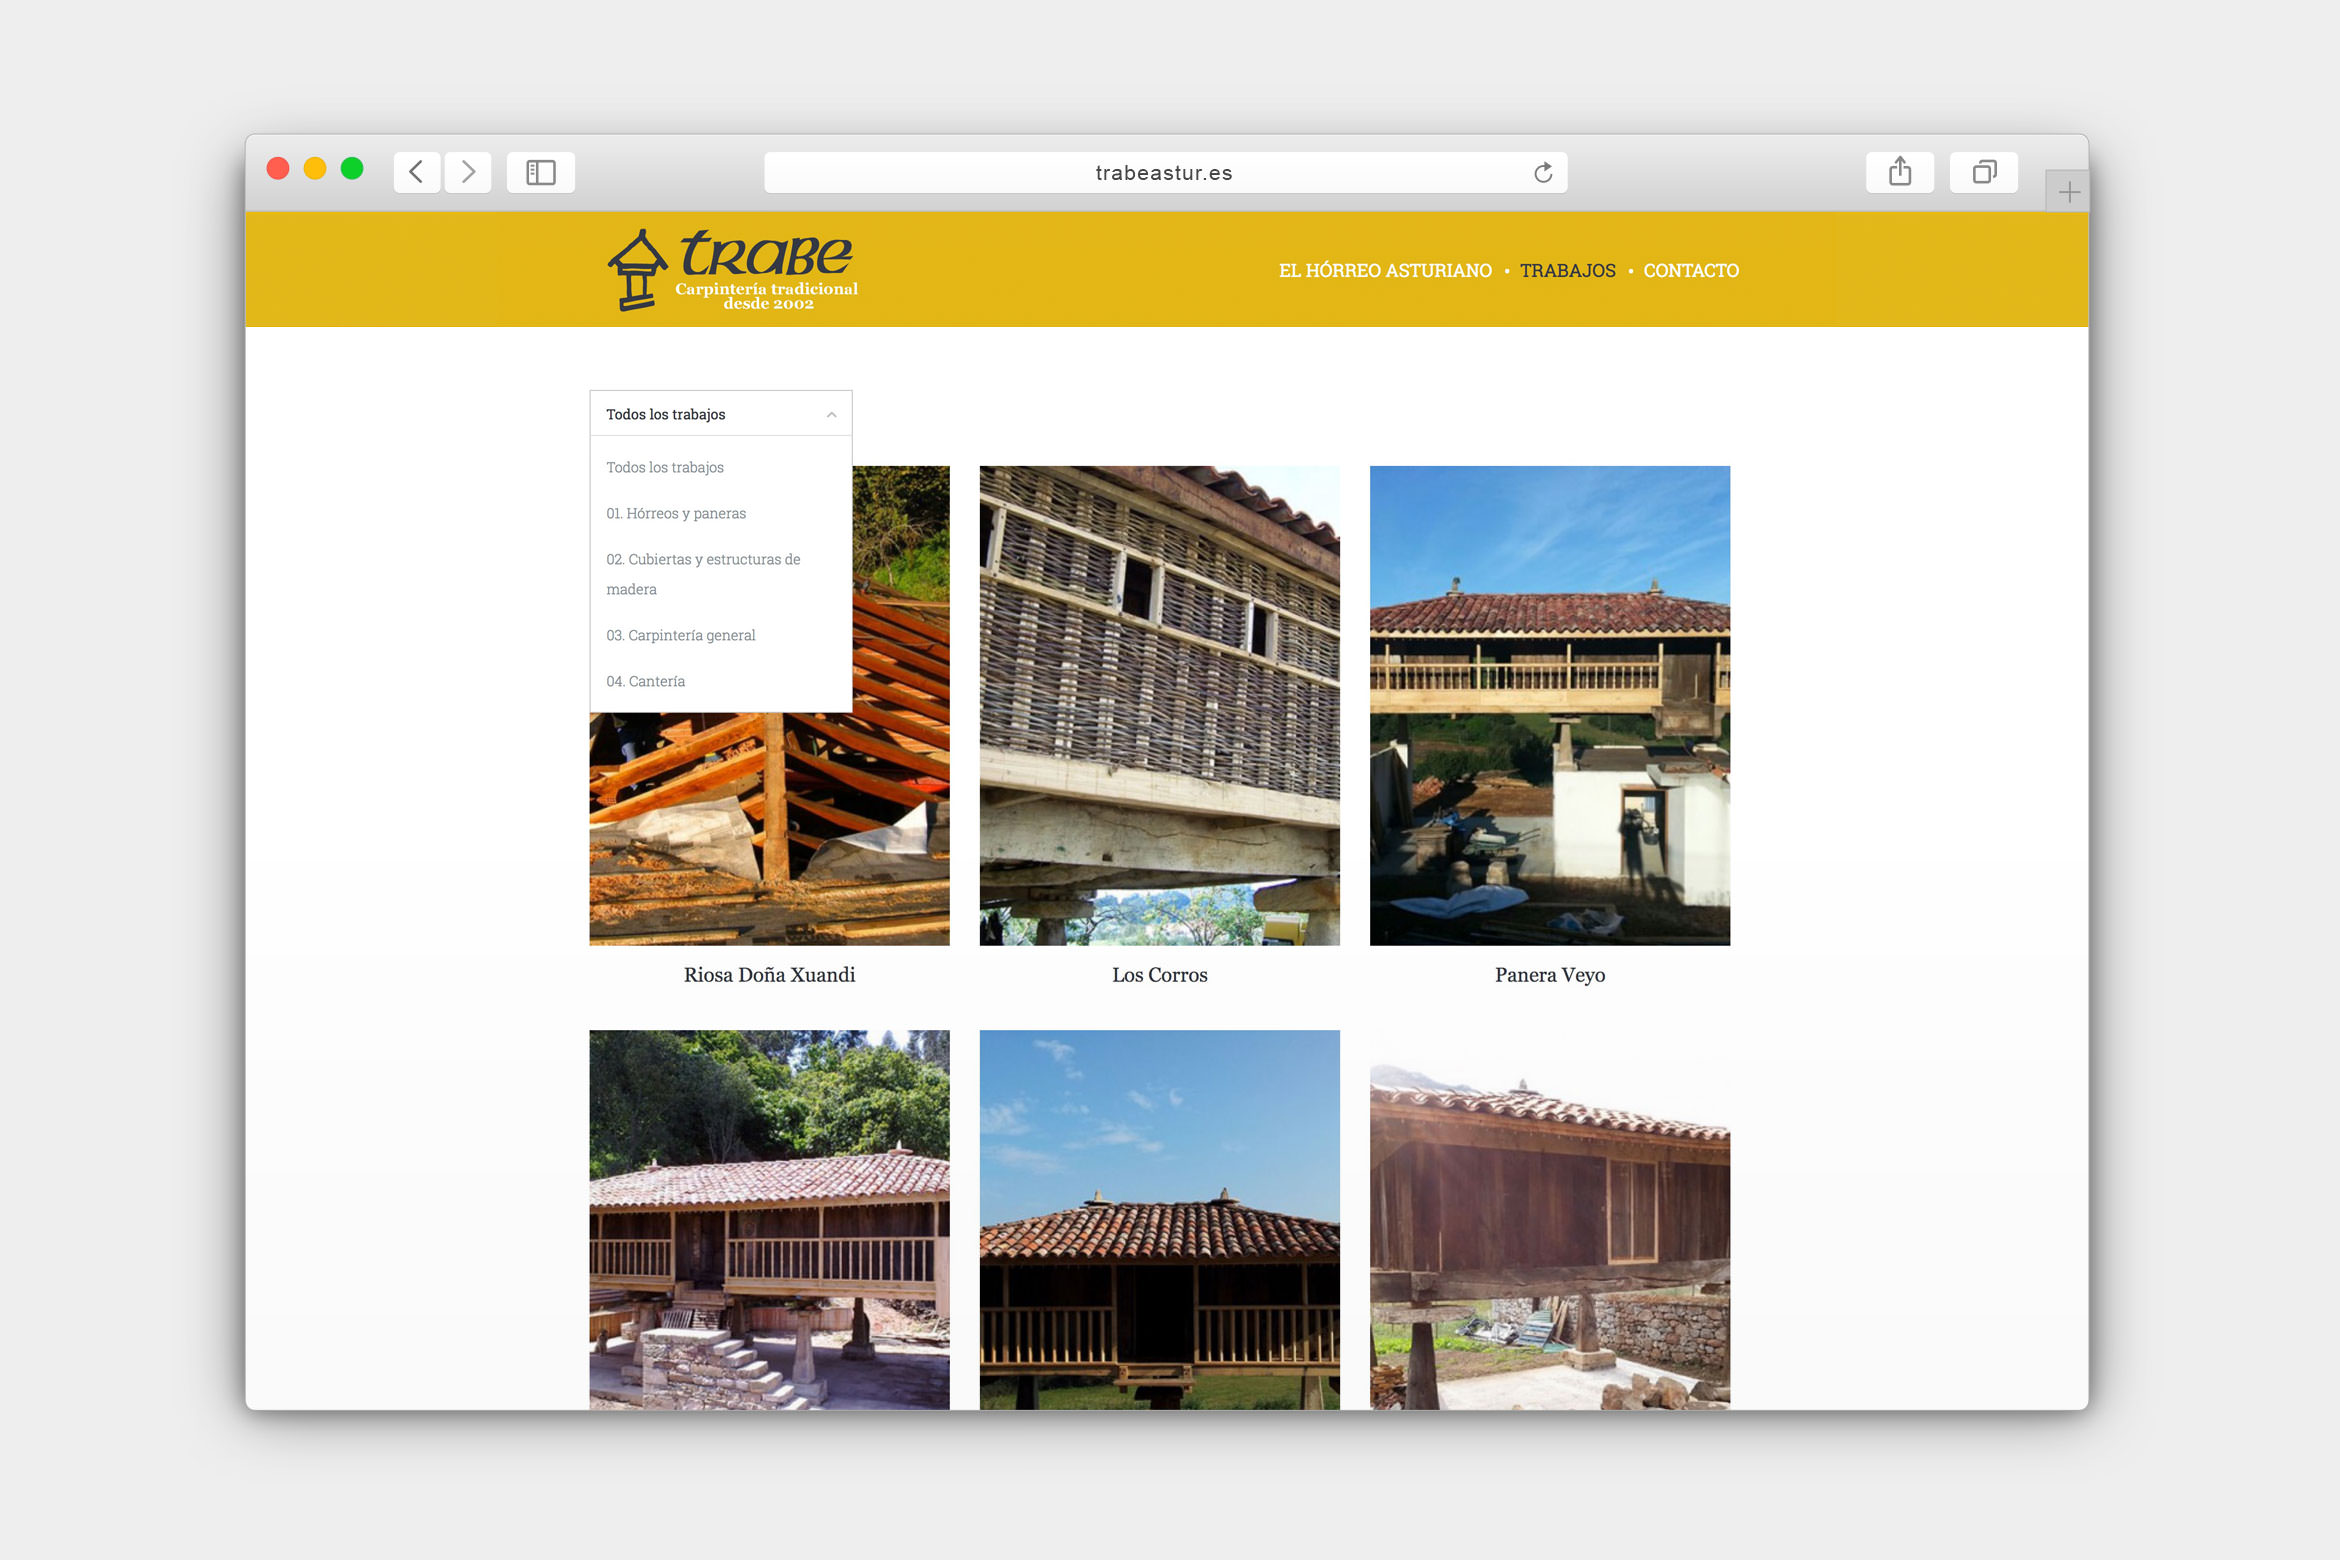 trabeastur.es
trabe
Carpintería tradicional
desde 2002
EL HÓRREO ASTURIANO • TRABAJOS • CONTACTO
Todos los trabajos
Todos los trabajos
01. Hórreos y paneras
02. Cubiertas y estructuras de
madera
03. Carpintería general
04. Cantería
Riosa Doña Xuandi
Los Corros
Panera Veyo